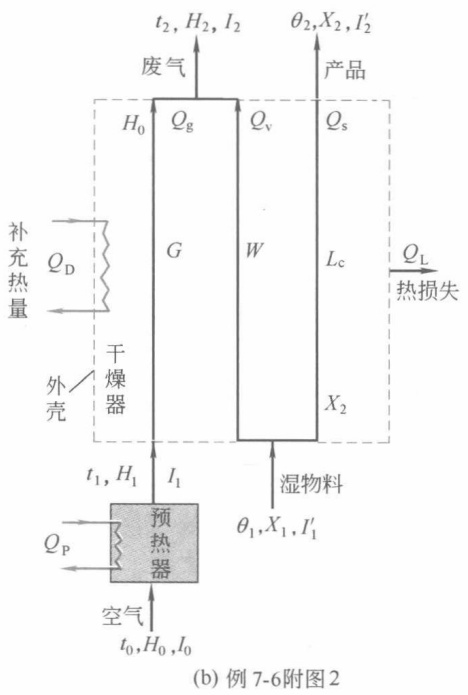 t₂, H₂, I₂
θ₂, X₂, I′₂
废气
产品
H₀
Q_g
Q_v
Q_s
补充热量
Q_D
G
W
L_c
Q_L
热损失
外壳
干燥器
X₂
t₁, H₁
I₁
湿物料
θ₁, X₁, I′₁
Q_P
预热器
空气
t₀, H₀, I₀
(b) 例 7-6附图2